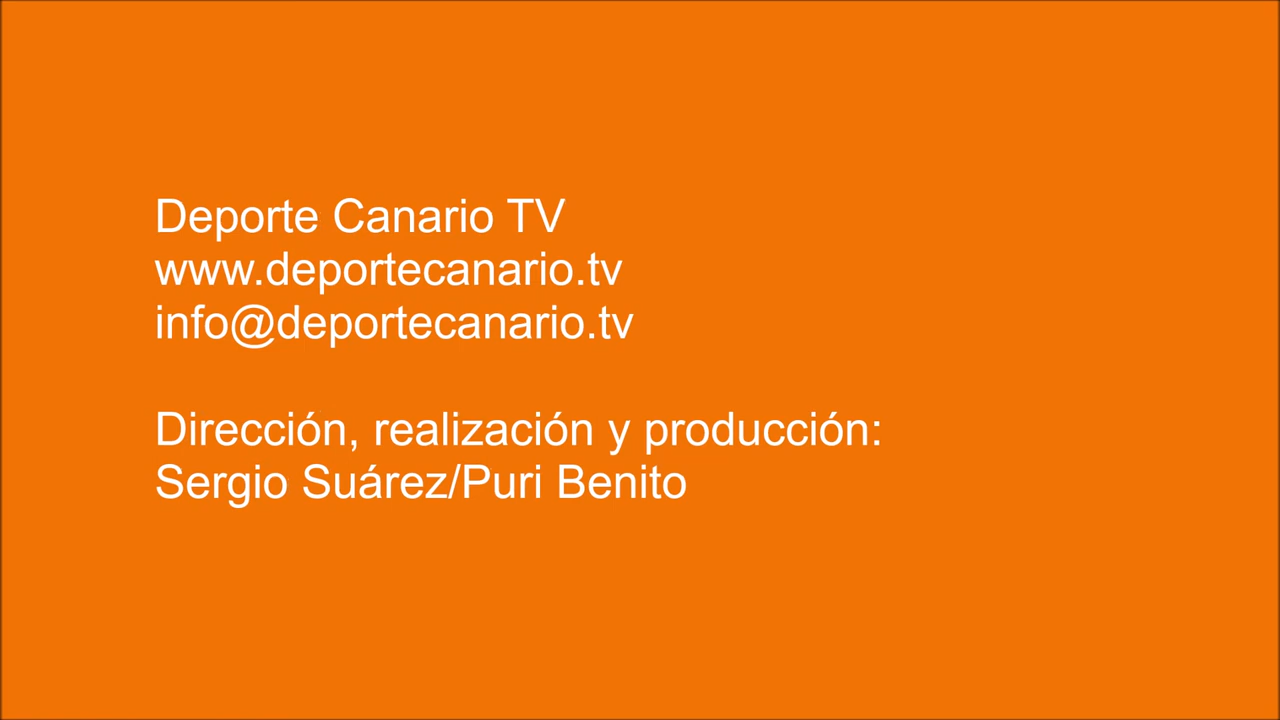 Deporte Canario TV
www.deportecanario.tv
info@deportecanario.tv
Dirección, realización y producción:
Sergio Suárez/Puri Benito